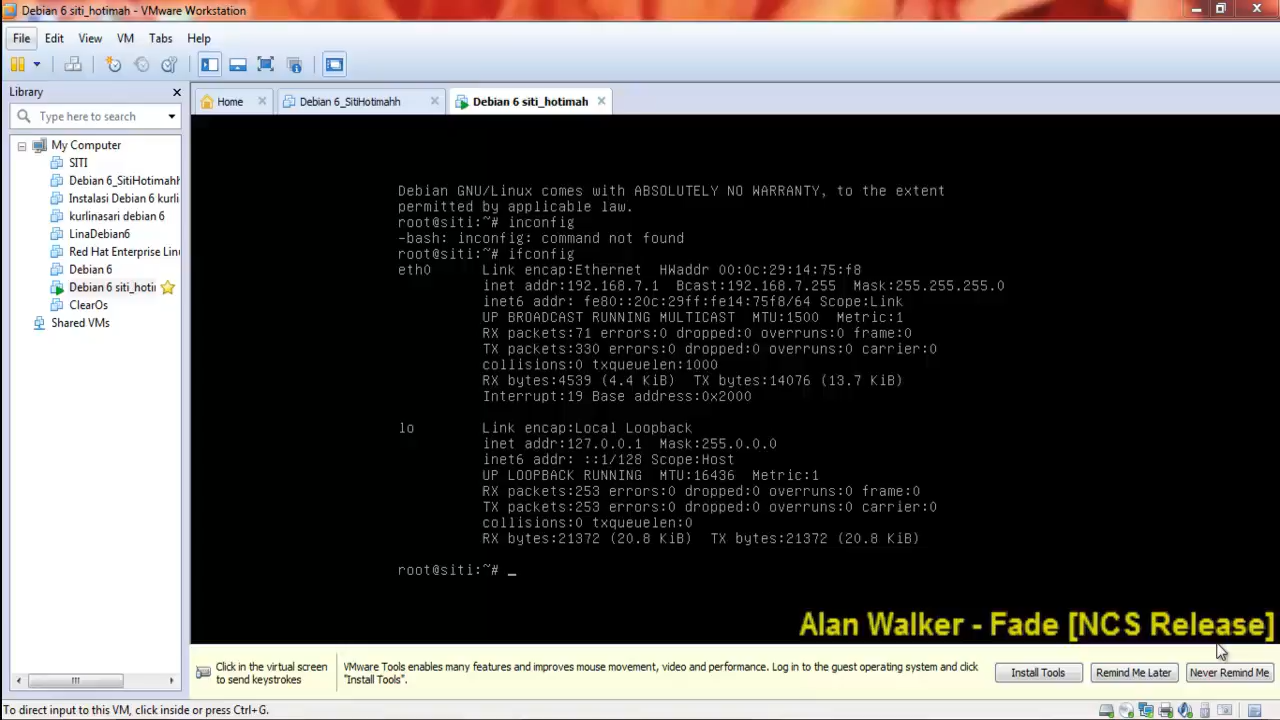 Debian 6 siti_hotimah - VMware Workstation
File Edit View VM Tabs Help
Library
Type here to search
My Computer
SITI
Debian 6_SitiHotimahh
Instalasi Debian 6 kurli
kurlinasari debian 6
LinaDebian6
Red Hat Enterprise Linu
Debian 6
Debian 6 siti_hoti
ClearOs
Shared VMs
Home
Debian 6_SitiHotimahh
Debian 6 siti_hotimah
Debian GNU/Linux comes with ABSOLUTELY NO WARRANTY, to the extent
permitted by applicable law.
root@siti:~# inconfig
-bash: inconfig: command not found
root@siti:~# ifconfig
eth0 Link encap:Ethernet HWaddr 00:0c:29:14:75:f8
inet addr:192.168.7.1 Bcast:192.168.7.255 Mask:255.255.255.0
inet6 addr: fe80::20c:29ff:fe14:75f8/64 Scope:Link
UP BROADCAST RUNNING MULTICAST MTU:1500 Metric:1
RX packets:71 errors:0 dropped:0 overruns:0 frame:0
TX packets:330 errors:0 dropped:0 overruns:0 carrier:0
collisions:0 txqueuelen:1000
RX bytes:4539 (4.4 KiB) TX bytes:14076 (13.7 KiB)
Interrupt:19 Base address:0x2000
lo Link encap:Local Loopback
inet addr:127.0.0.1 Mask:255.0.0.0
inet6 addr: ::1/128 Scope:Host
UP LOOPBACK RUNNING MTU:16436 Metric:1
RX packets:253 errors:0 dropped:0 overruns:0 frame:0
TX packets:253 errors:0 dropped:0 overruns:0 carrier:0
collisions:0 txqueuelen:0
RX bytes:21372 (20.8 KiB) TX bytes:21372 (20.8 KiB)
root@siti:~# _
Alan Walker - Fade [NCS Release]
Click in the virtual screen
to send keystrokes
VMware Tools enables many features and improves mouse movement, video and performance. Log in to the guest operating system and click
"Install Tools".
Install Tools
Remind Me Later
Never Remind Me
To direct input to this VM, click inside or press Ctrl+G.